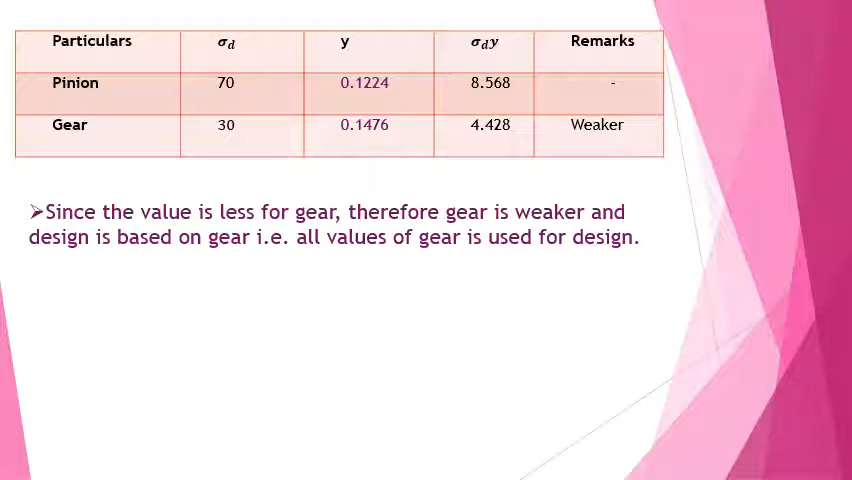 Particulars σd y σdy Remarks
Pinion 70 0.1224 8.568 -
Gear 30 0.1476 4.428 Weaker
➤Since the value is less for gear, therefore gear is weaker and
design is based on gear i.e. all values of gear is used for design.